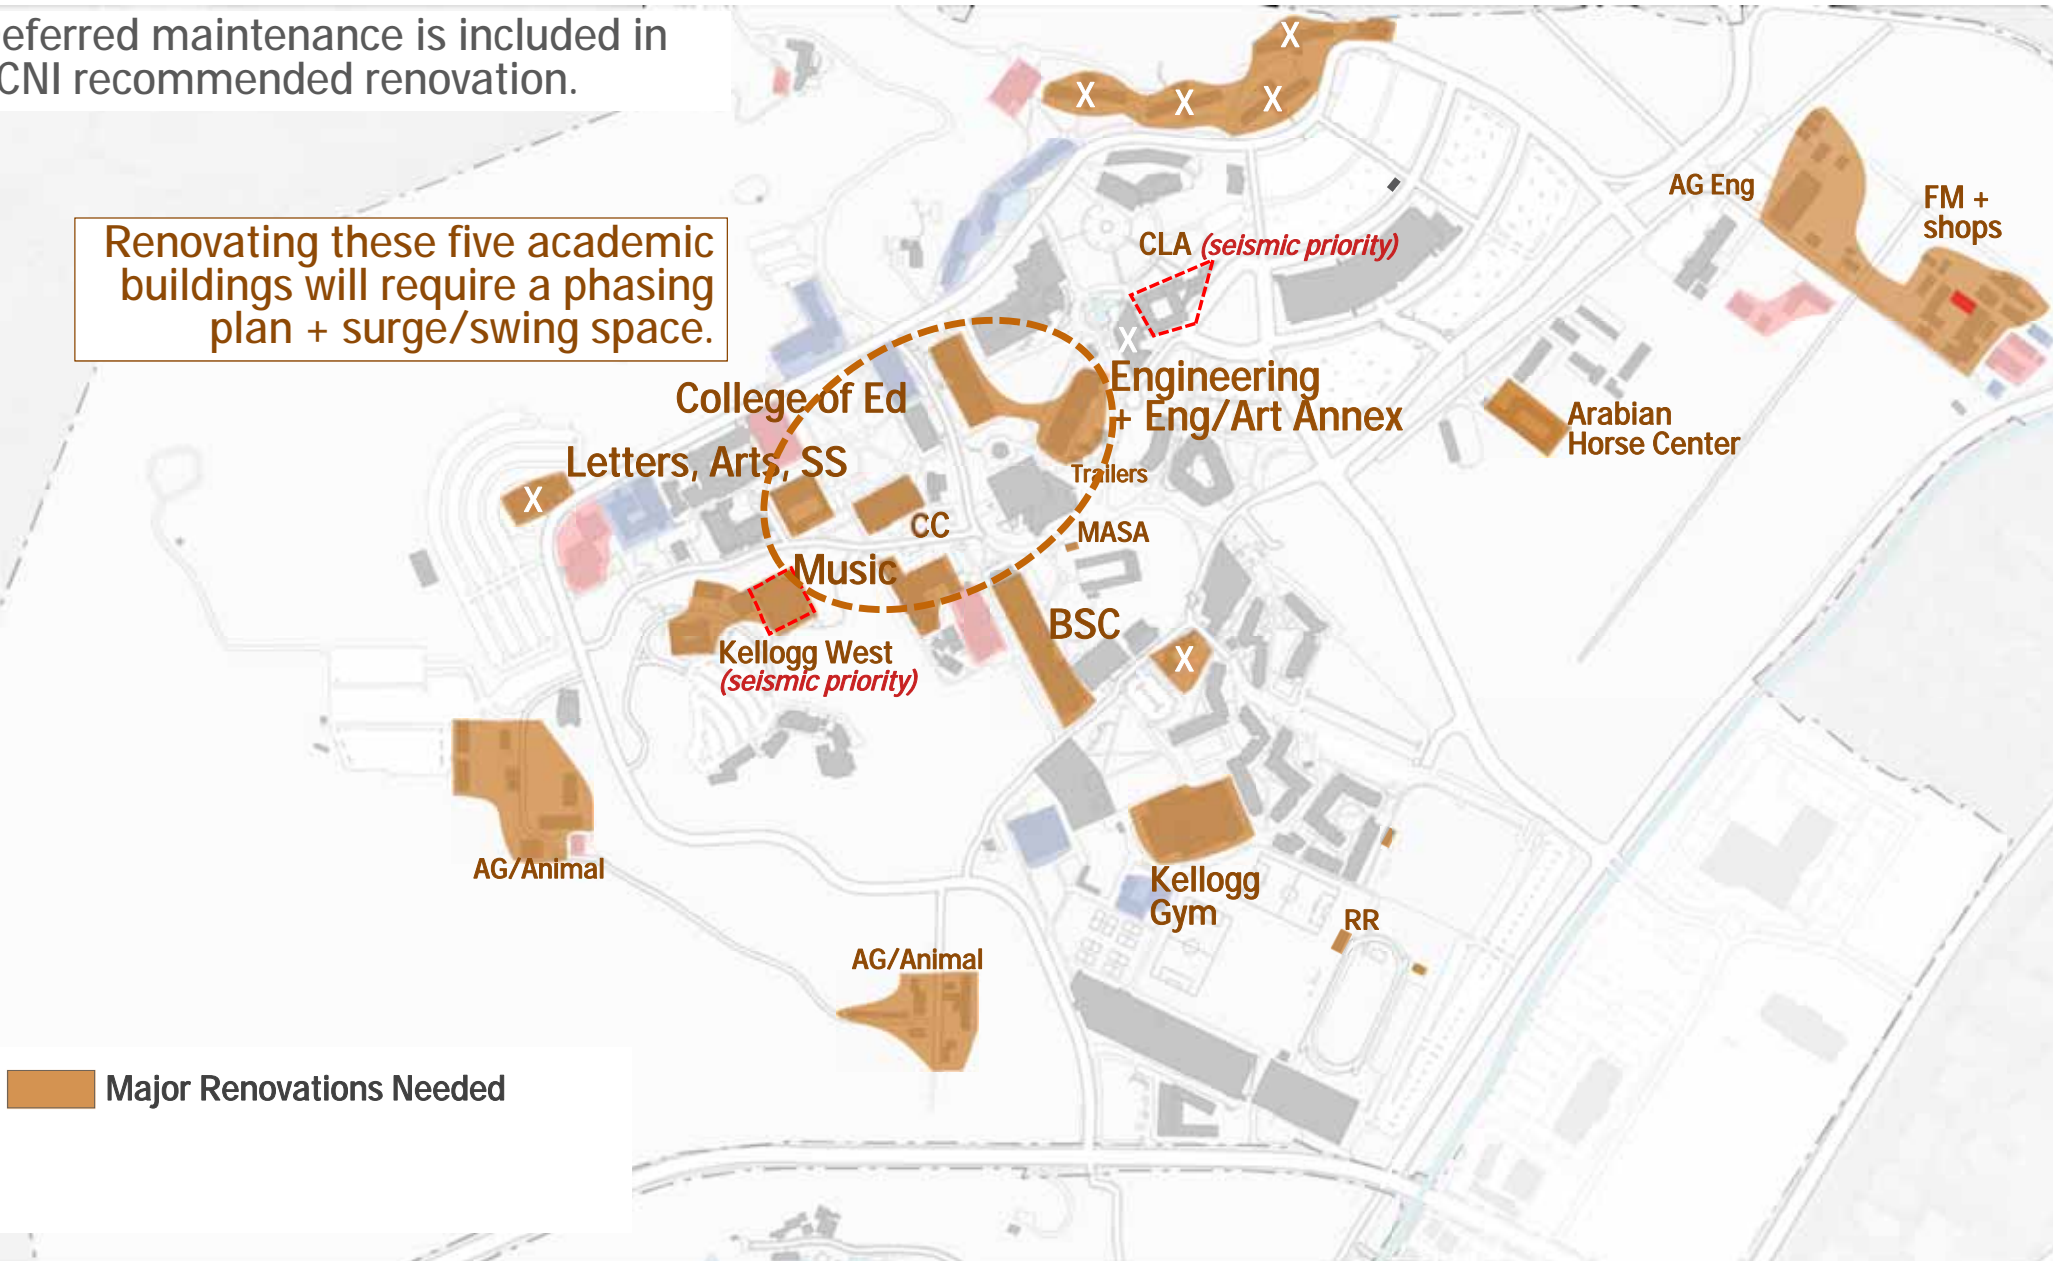 eferred maintenance is included in
CNI recommended renovation.
X
X
X
X
AG Eng
FM +
shops
Renovating these five academic
buildings will require a phasing
plan + surge/swing space.
CLA (seismic priority)
X
College of Ed
Engineering
+ Eng/Art Annex
Arabian
Horse Center
Letters, Arts, SS
Trailers
X
CC
MASA
Music
BSC
Kellogg West
(seismic priority)
X
AG/Animal
Kellogg
Gym
RR
AG/Animal
Major Renovations Needed